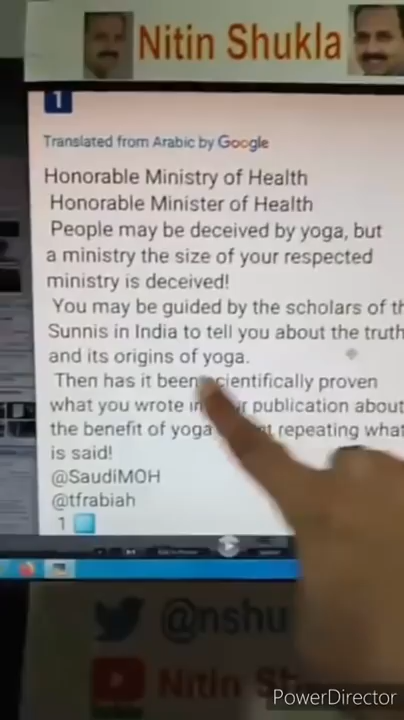 Nitin Shukla
1
Translated from Arabic by Google
Honorable Ministry of Health
Honorable Minister of Health
People may be deceived by yoga, but
a ministry the size of your respected
ministry is deceived!
You may be guided by the scholars of th
Sunnis in India to tell you about the truth
and its origins of yoga.
Then has it been scientifically proven
what you wrote in publication about
the benefit of yoga repeating what
is said!
@SaudiMOH
@tfrabiah
1
@nshu
Nitin Sh
PowerDirector